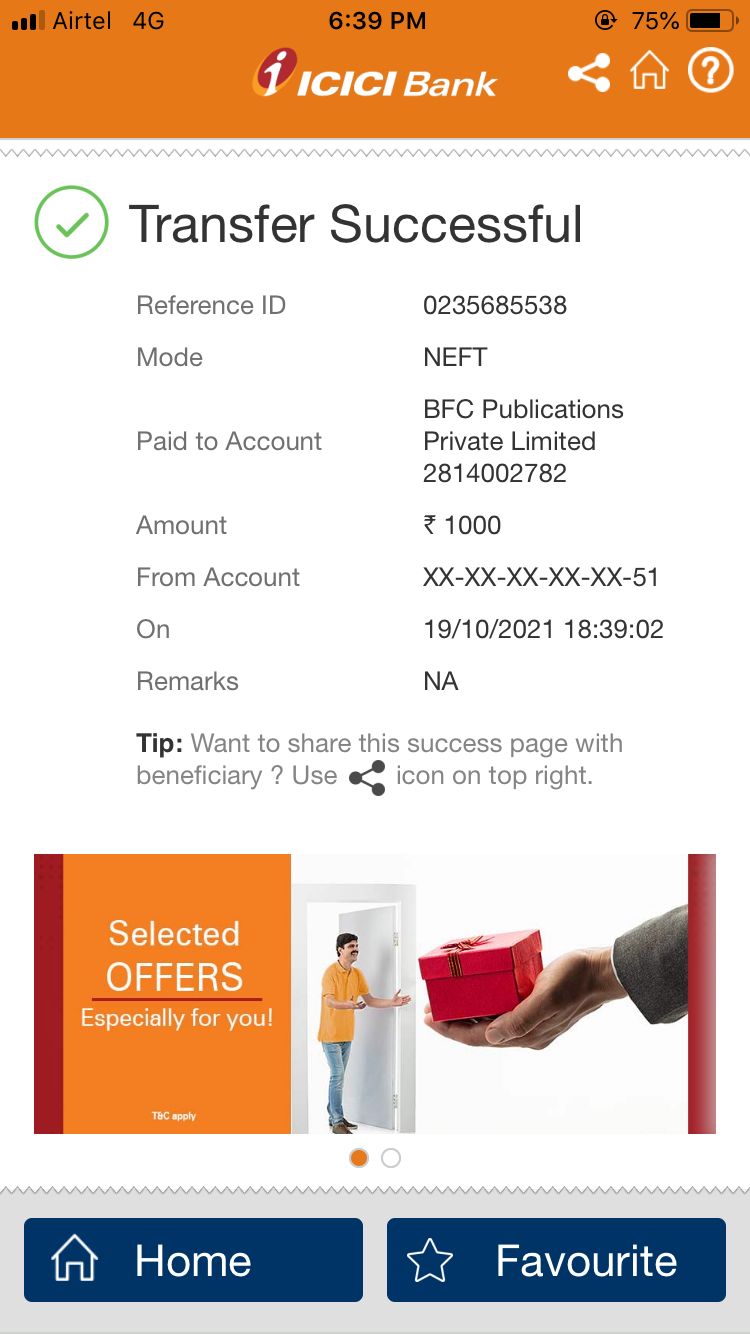 Airtel 4G 6:39 PM 75%
ICICI Bank
Transfer Successful
Reference ID 0235685538
Mode NEFT
BFC Publications
Paid to Account Private Limited
2814002782
Amount ₹ 1000
From Account XX-XX-XX-XX-XX-51
On 19/10/2021 18:39:02
Remarks NA
Tip: Want to share this success page with
beneficiary ? Use icon on top right.
Selected
OFFERS
Especially for you!
T&C apply
Home Favourite